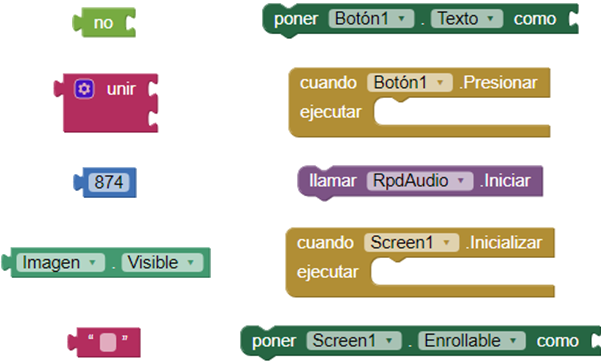 no
poner Botón1 . Texto como
unir
cuando Botón1 .Presionar
ejecutar
874
llamar RpdAudio .Iniciar
Imagen . Visible
cuando Screen1 .Inicializar
ejecutar
“ ”
poner Screen1 . Enrollable como